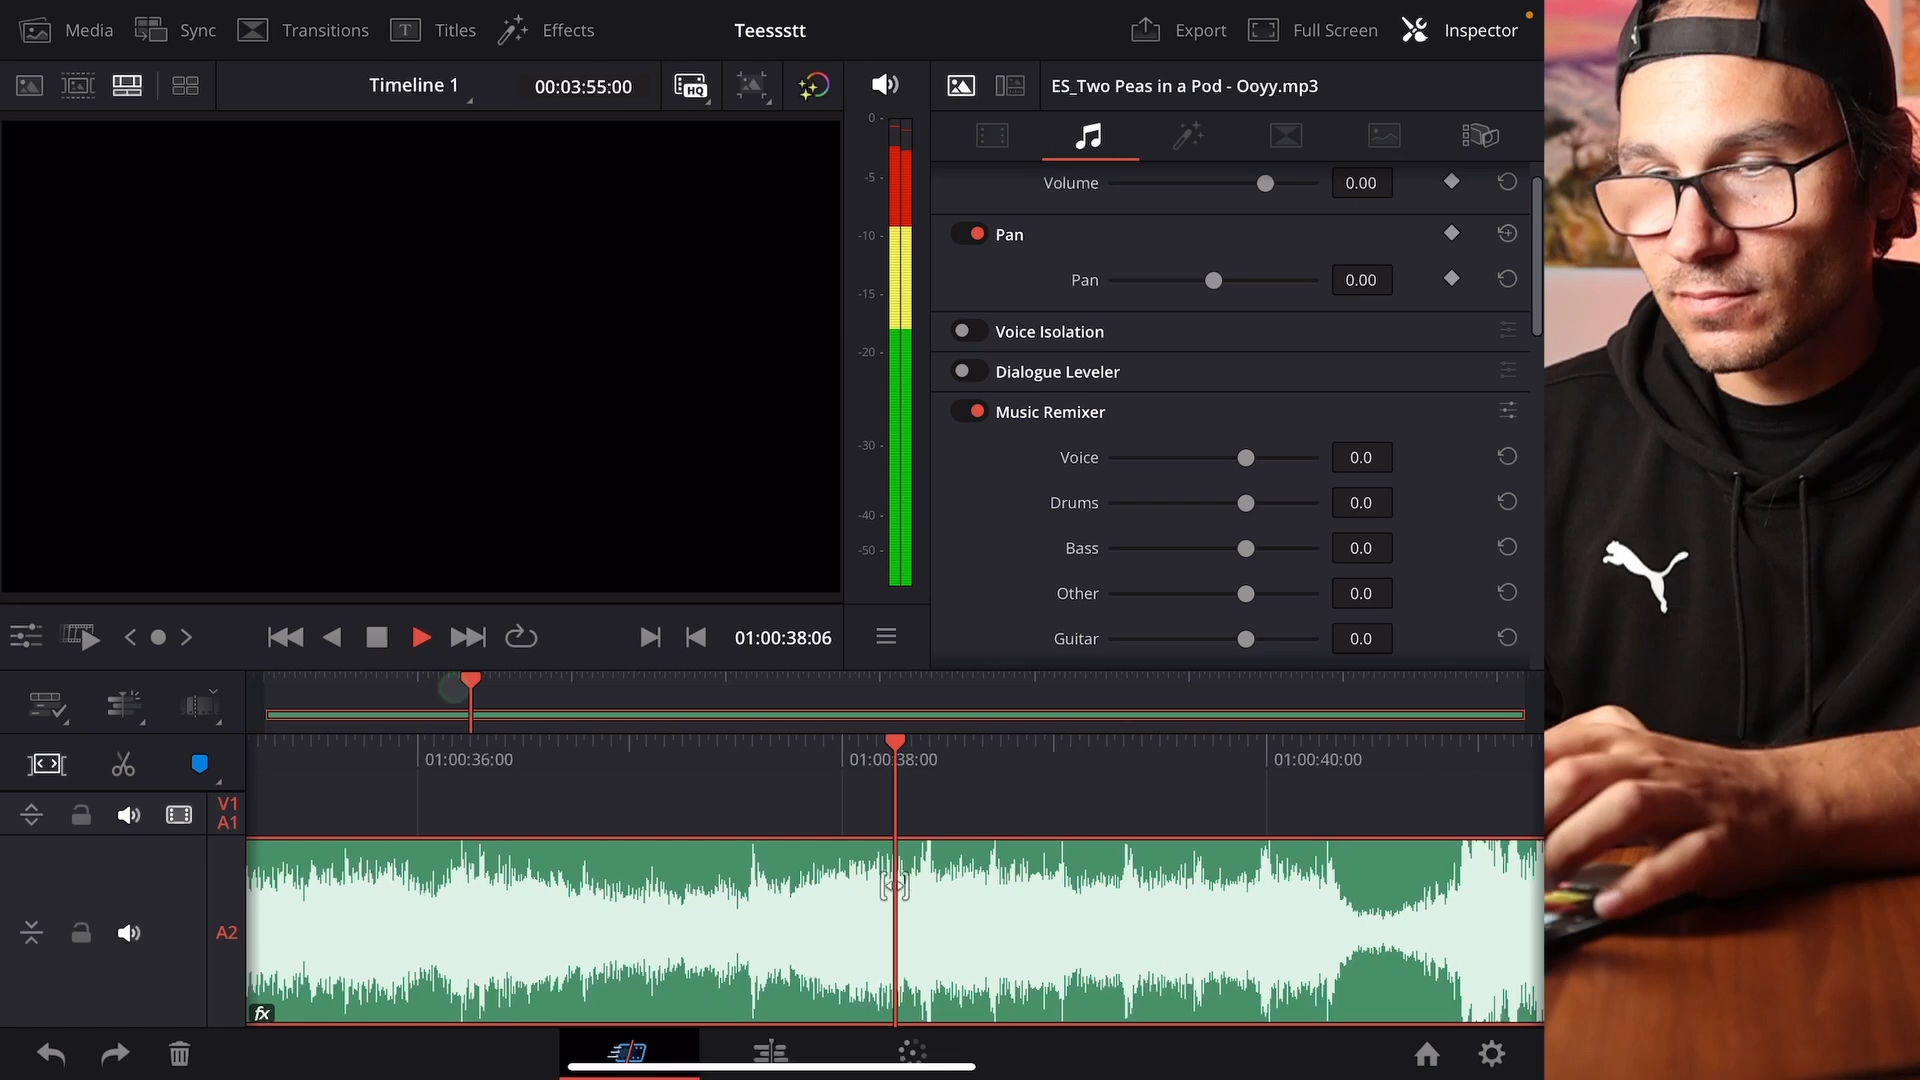 Media Sync Transitions Titles Effects Teessstt Export Full Screen Inspector
Timeline 1 00:03:55:00 HQ ES_Two Peas in a Pod - Ooyy.mp3
0
-5
-10
-15
-20
-30
-40
-50
Volume 0.00
Pan
Pan 0.00
Voice Isolation
Dialogue Leveler
Music Remixer
Voice 0.0
Drums 0.0
Bass 0.0
Other 0.0
Guitar 0.0
01:00:38:06
01:00:36:00 01:00:38:00 01:00:40:00
V1
A1
A2
fx